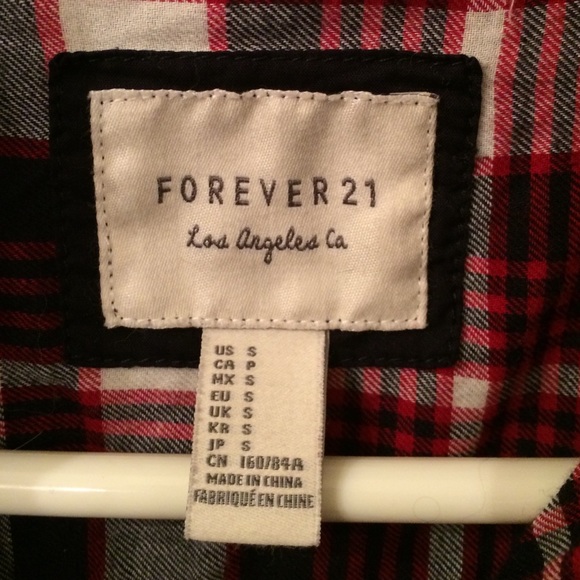 FOREVER 21
Los Angeles Ca
US S
CA P
MX S
EU S
UK S
KR S
JP S
CN 160/84A
MADE IN CHINA
FABRIQUÉ EN CHINE